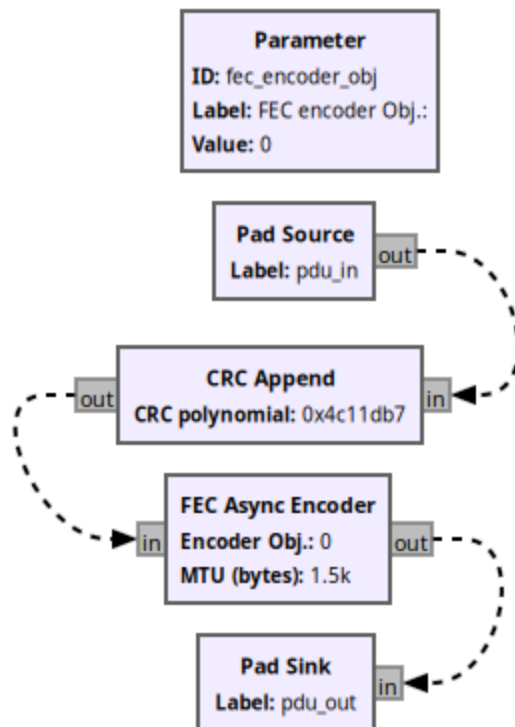 Parameter
ID: fec_encoder_obj
Label: FEC encoder Obj.:
Value: 0
Pad Source
Label: pdu_in
out
CRC Append
CRC polynomial: 0x4c11db7
out
in
FEC Async Encoder
Encoder Obj.: 0
MTU (bytes): 1.5k
in
out
Pad Sink
Label: pdu_out
in